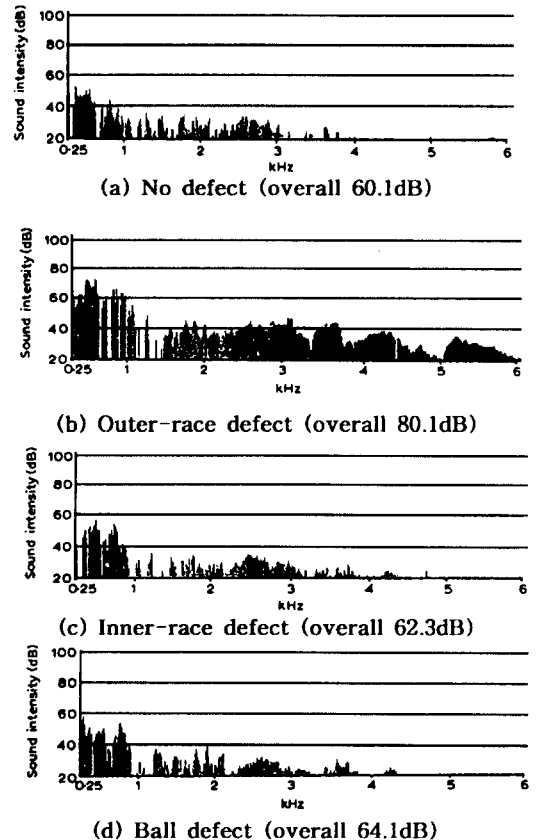 Sound intensity (dB)
100
80
60
40
20
0·25 1 2 3 4 5 6
kHz
(a) No defect (overall 60.1dB)
Sound intensity (dB)
100
80
60
40
20
0·25 1 2 3 4 5 6
kHz
(b) Outer-race defect (overall 80.1dB)
Sound intensity (dB)
100
80
60
40
20
0·25 1 2 3 4 5 6
kHz
(c) Inner-race defect (overall 62.3dB)
Sound intensity (dB)
100
80
60
40
20
0·25 1 2 3 4 5 6
kHz
(d) Ball defect (overall 64.1dB)